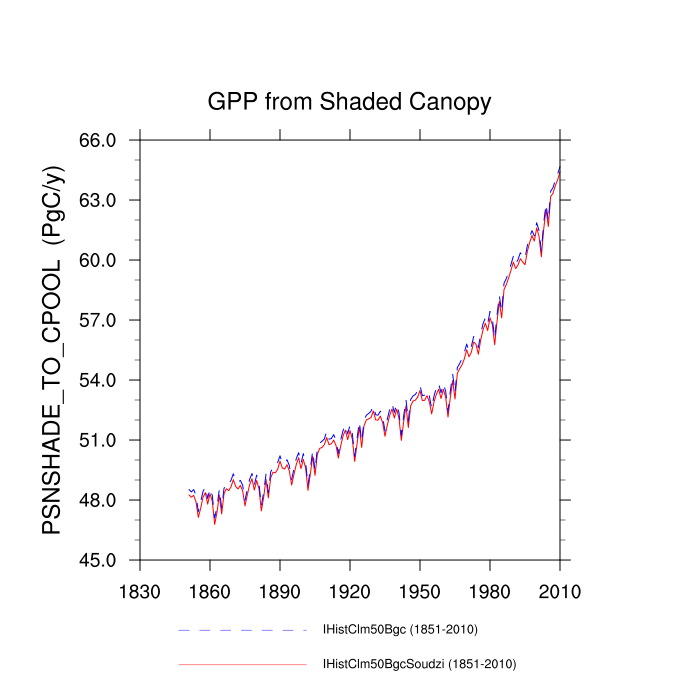 GPP from Shaded Canopy
PSNSHADE_TO_CPOOL (PgC/y)
66.0
63.0
60.0
57.0
54.0
51.0
48.0
45.0
1830 1860 1890 1920 1950 1980 2010
IHistClm50Bgc (1851-2010)
IHistClm50BgcSoudzi (1851-2010)